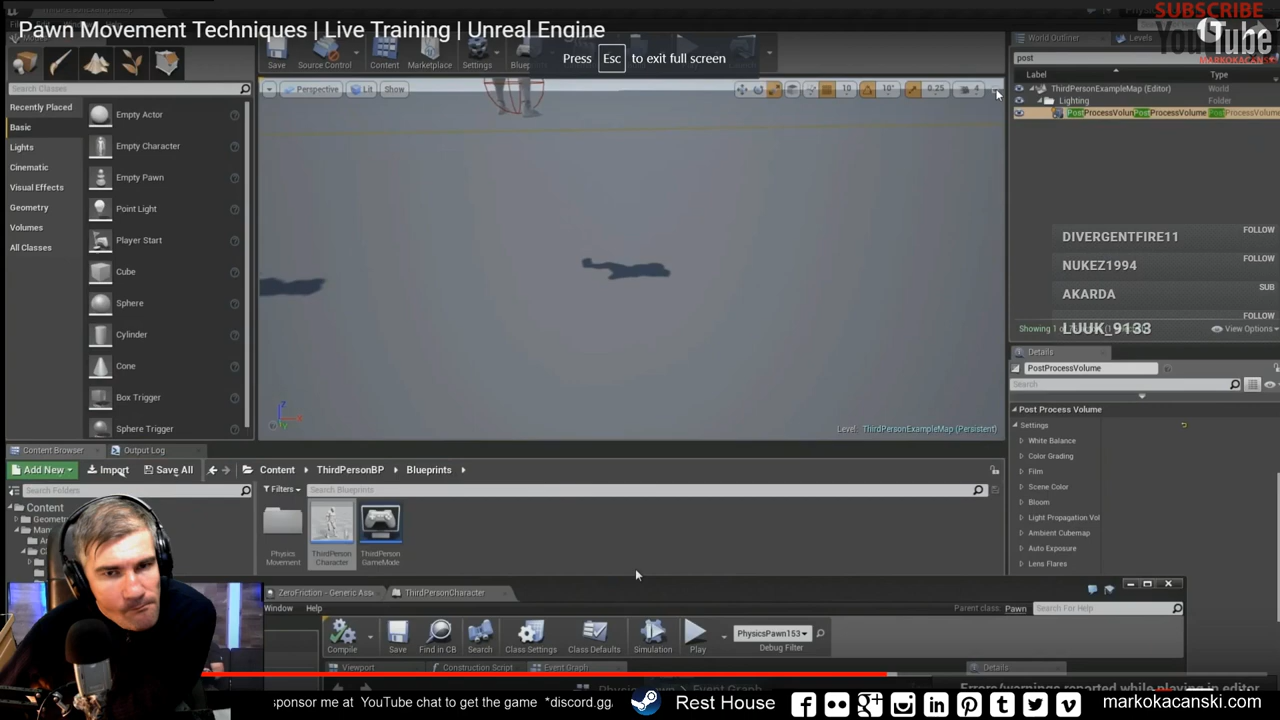 Pawn Movement Techniques | Live Training | Unreal Engine
SUBSCRIBE
YouTube
MARKOKACANSKI
Press Esc to exit full screen
Save
Source Control
Content
Marketplace
Settings
World Outliner
Levels
post
Label
Type
ThirdPersonExampleMap (Editor)
World
Lighting
Folder
Search Classes
Recently Placed
Basic
Lights
Cinematic
Visual Effects
Geometry
Volumes
All Classes
Empty Actor
Empty Character
Empty Pawn
Point Light
Player Start
Cube
Sphere
Cylinder
Cone
Box Trigger
Sphere Trigger
Perspective
Lit
Show
10
10°
0.25
4
Level: ThirdPersonExampleMap (Persistent)
DIVERGENTFIRE11
FOLLOW
NUKEZ1994
FOLLOW
AKARDA
SUB
LUUK_9133
FOLLOW
View Options
Details
PostProcessVolume
Search
Post Process Volume
Settings
White Balance
Color Grading
Film
Scene Color
Bloom
Light Propagation Vol
Ambient Cubemap
Auto Exposure
Lens Flares
Content Browser
Output Log
Add New
Import
Save All
Content
ThirdPersonBP
Blueprints
Search Folders
Filters
Search Blueprints
Content
Physics Movement
ThirdPerson Character
ThirdPerson GameMode
ZeroFriction - Generic Ass
ThirdPersonCharacter
Window
Help
Parent class: Pawn
Search For Help
Compile
Save
Find in CB
Search
Class Settings
Class Defaults
Simulation
Play
PhysicsPawn153
Debug Filter
Viewport
Construction Script
Event Graph
Details
sponsor me at YouTube chat to get the game *discord.gg
Rest House
markokacanski.com